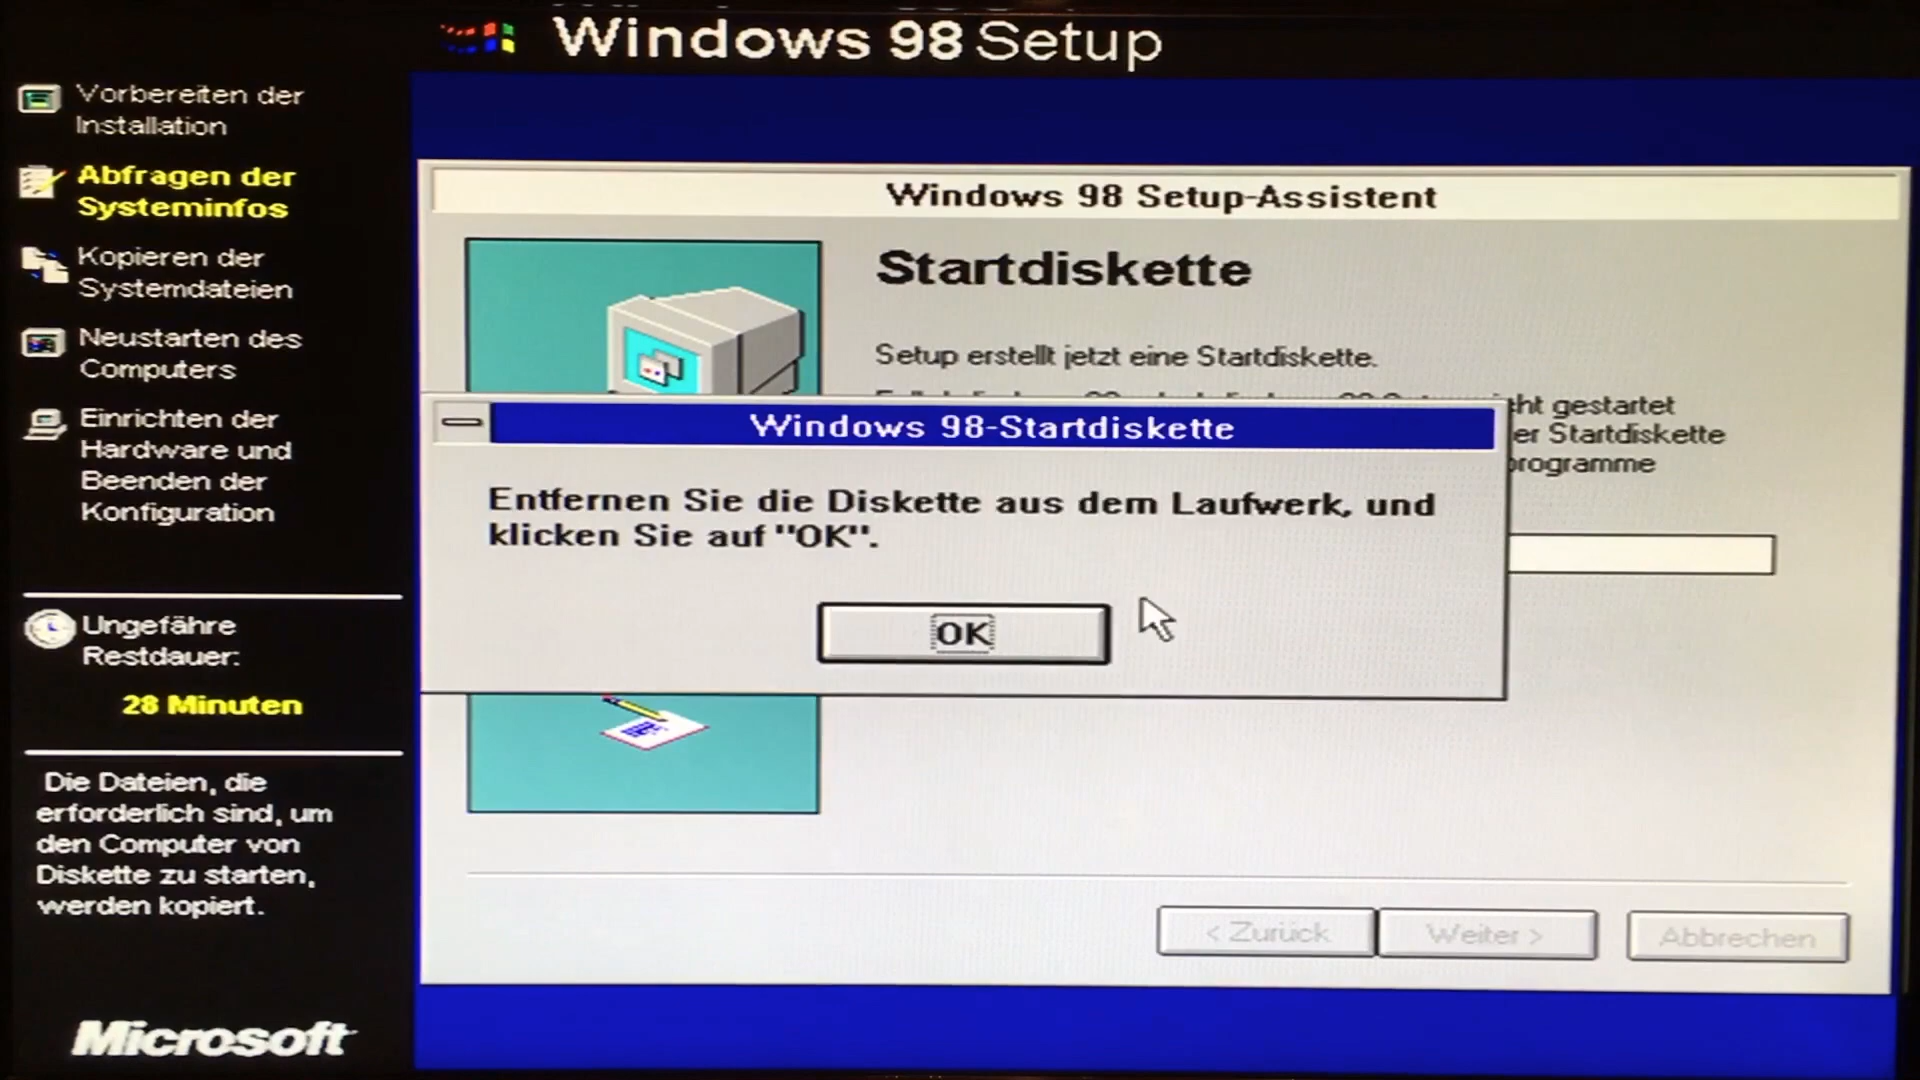 Windows 98 Setup
Vorbereiten der
Installation
Abfragen der
Systeminfos
Kopieren der
Systemdateien
Neustarten des
Computers
Einrichten der
Hardware und
Beenden der
Konfiguration
Ungefähre
Restdauer:
28 Minuten
Die Dateien, die
erforderlich sind, um
den Computer von
Diskette zu starten,
werden kopiert.
Microsoft
Windows 98 Setup-Assistent
Startdiskette
Setup erstellt jetzt eine Startdiskette.
gestartet
Startdiskette
Windows 98-Startdiskette
Entfernen Sie die Diskette aus dem Laufwerk, und
klicken Sie auf "OK".
OK
< Zurück
Weiter >
Abbrechen